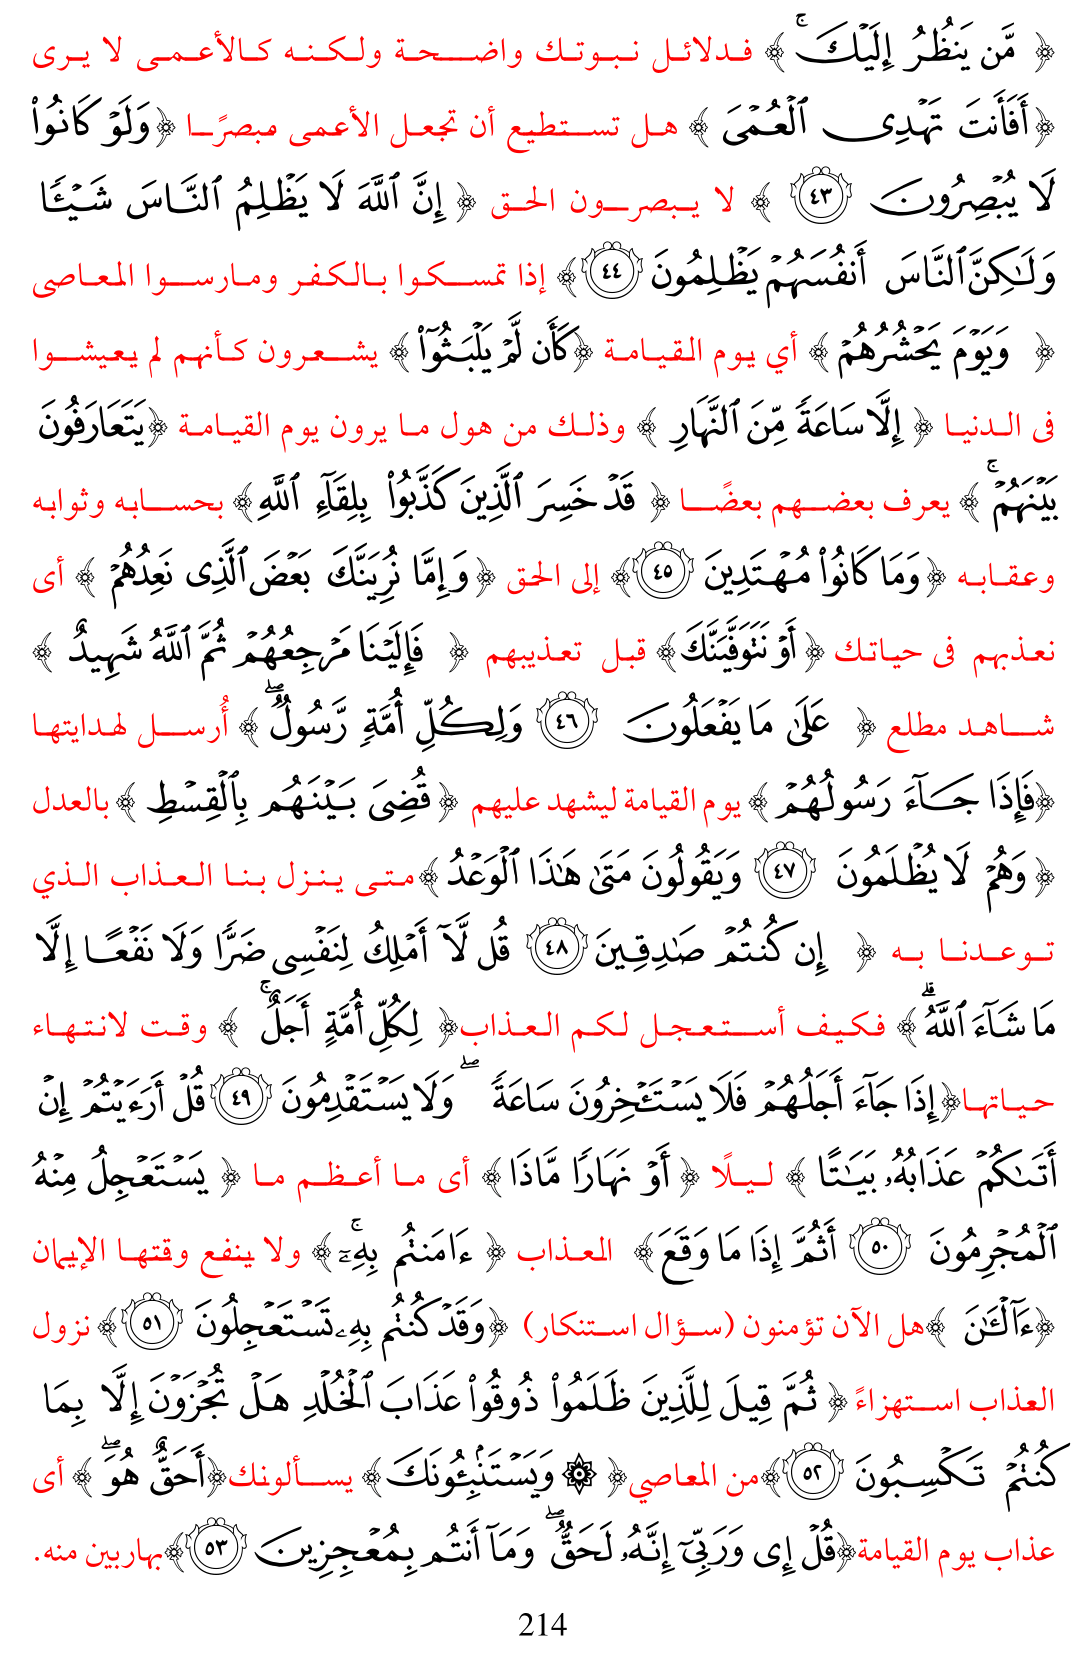 ﴿ مَّن يَنظُرُ إِلَيْكَ ۚ ﴾ فدلائل نبوتك واضحة ولكنه كالأعمى لا يرى
﴿أَفَأَنتَ تَهْدِى ٱلْعُمْىَ ﴾ هل تستطيع أن تجعل الأعمى مبصرًا ﴿وَلَوْ كَانُوا۟
لَا يُبْصِرُونَ ٤٣ ﴾ لا يبصرون الحق ﴿ إِنَّ ٱللَّهَ لَا يَظْلِمُ ٱلنَّاسَ شَيْـًٔا
وَلَـٰكِنَّ ٱلنَّاسَ أَنفُسَهُمْ يَظْلِمُونَ ٤٤﴾ إذا تمسكوا بالكفر ومارسوا المعاصى
﴿ وَيَوْمَ يَحْشُرُهُمْ ﴾ أي يوم القيامة ﴿كَأَن لَّمْ يَلْبَثُوٓا۟ ﴾ يشعرون كأنهم لم يعيشوا
فى الدنيا ﴿ إِلَّا سَاعَةً مِّنَ ٱلنَّهَارِ ﴾ وذلك من هول ما يرون يوم القيامة ﴿يَتَعَارَفُونَ
بَيْنَهُمْ ۚ ﴾ يعرف بعضهم بعضًا ﴿ قَدْ خَسِرَ ٱلَّذِينَ كَذَّبُوا۟ بِلِقَآءِ ٱللَّهِ﴾ بحسابه وثوابه
وعقابه ﴿وَمَا كَانُوا۟ مُهْتَدِينَ ٤٥﴾ إلى الحق ﴿وَإِمَّا نُرِيَنَّكَ بَعْضَ ٱلَّذِى نَعِدُهُمْ ﴾ أى
نعذبهم فى حياتك ﴿أَوْ نَتَوَفَّيَنَّكَ﴾ قبل تعذيبهم ﴿ فَإِلَيْنَا مَرْجِعُهُمْ ثُمَّ ٱللَّهُ شَهِيدٌ ﴾
شاهد مطلع ﴿ عَلَىٰ مَا يَفْعَلُونَ ٤٦ وَلِكُلِّ أُمَّةٍ رَّسُولٌ ۖ ﴾ أُرسل لهدايتها
﴿فَإِذَا جَآءَ رَسُولُهُمْ ﴾ يوم القيامة ليشهد عليهم ﴿قُضِىَ بَيْنَهُم بِٱلْقِسْطِ ﴾ بالعدل
﴿ وَهُمْ لَا يُظْلَمُونَ ٤٧ وَيَقُولُونَ مَتَىٰ هَـٰذَا ٱلْوَعْدُ ﴾ متى ينزل بنا العذاب الذي
توعدنا به ﴿ إِن كُنتُمْ صَـٰدِقِينَ ٤٨ قُل لَّآ أَمْلِكُ لِنَفْسِى ضَرًّا وَلَا نَفْعًا إِلَّا
مَا شَآءَ ٱللَّهُ ۗ ﴾ فكيف أستعجل لكم العذاب﴿ لِكُلِّ أُمَّةٍ أَجَلٌ ۚ ﴾ وقت لانتهاء
حياتها﴿إِذَا جَآءَ أَجَلُهُمْ فَلَا يَسْتَـْٔخِرُونَ سَاعَةً ۖ وَلَا يَسْتَقْدِمُونَ ٤٩ قُلْ أَرَءَيْتُمْ إِنْ
أَتَىٰكُمْ عَذَابُهُۥ بَيَـٰتًا ﴾ ليلًا ﴿ أَوْ نَهَارًا مَّاذَا ﴾ أى ما أعظم ما ﴿ يَسْتَعْجِلُ مِنْهُ
ٱلْمُجْرِمُونَ ٥٠ أَثُمَّ إِذَا مَا وَقَعَ ﴾ العذاب ﴿ ءَامَنتُم بِهِۦٓ ۚ ﴾ ولا ينفع وقتها الإيمان
﴿ءَآلْـَٔـٰنَ ﴾هل الآن تؤمنون (سؤال استنكار) ﴿وَقَدْ كُنتُم بِهِۦ تَسْتَعْجِلُونَ ٥١﴾ نزول
العذاب استهزاءً ﴿ ثُمَّ قِيلَ لِلَّذِينَ ظَلَمُوا۟ ذُوقُوا۟ عَذَابَ ٱلْخُلْدِ هَلْ تُجْزَوْنَ إِلَّا بِمَا
كُنتُمْ تَكْسِبُونَ ٥٢﴾من المعاصي﴿ ۞ وَيَسْتَنۢبِـُٔونَكَ ﴾ يسألونك﴿أَحَقٌّ هُوَ ۖ ﴾ أى
عذاب يوم القيامة﴿قُلْ إِى وَرَبِّىٓ إِنَّهُۥ لَحَقٌّ ۖ وَمَآ أَنتُم بِمُعْجِزِينَ ٥٣﴾بهاربين منه.
214